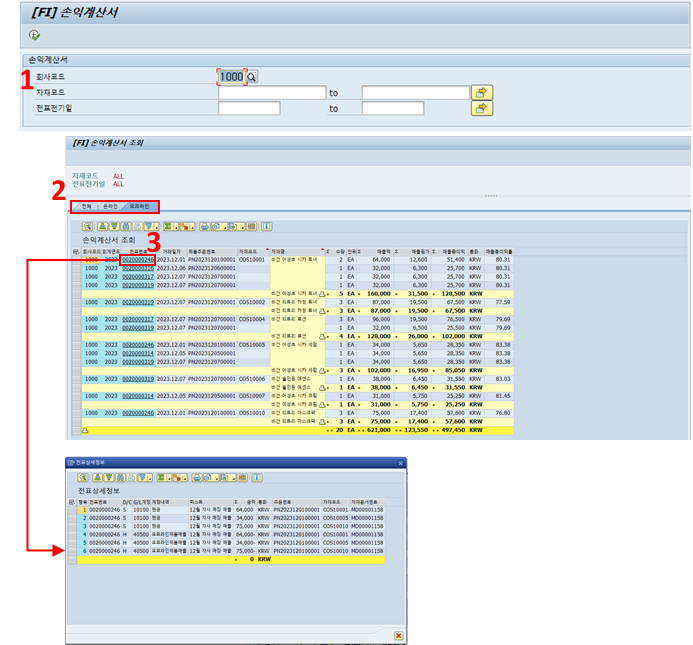 [FI] 손익계산서
손익계산서
1
회사코드 1000
자재코드 to
전표전기일 to
[FI] 손익계산서 조회
자재코드 ALL
전표전기일 ALL
2
전체 온라인 오프라인
3
손익계산서 조회
회사코드 회계연도 전표번호 거래일자 제품주문번호 자재코드 자재명 Σ 수량 단위 Σ 매출액 Σ 매출원가 Σ 매출총이익 통화 매출총이익률
1000 2023 0020000246 2023.12.01 PN2023120100001 COS10001 비건 어성초 시카 토너 2 EA 64,000 12,600 51,400 KRW 80.31
1000 2023 0020000316 2023.12.06 PN2023120600001 1 EA 32,000 6,300 25,700 KRW 80.31
1000 2023 0020000317 2023.12.07 PN2023120700001 1 EA 32,000 6,300 25,700 KRW 80.31
1000 2023 0020000319 2023.12.07 PN2023120700001 1 EA 32,000 6,300 25,700 KRW 80.31
비건 어성초 시카 토너 5 EA 160,000 31,500 128,500 KRW
1000 2023 0020000319 2023.12.07 PN2023120700001 COS10002 비건 히트리 카밍 토너 3 EA 87,000 19,500 67,500 KRW 77.59
비건 히트리 카밍 토너 3 EA 87,000 19,500 67,500 KRW
1000 2023 0020000317 2023.12.07 PN2023120700001 COS10004 비건 히트리 로션 3 EA 96,000 19,500 76,500 KRW 79.69
1000 2023 0020000319 2023.12.07 PN2023120700001 1 EA 32,000 6,500 25,500 KRW 79.69
비건 히트리 로션 4 EA 128,000 26,000 102,000 KRW
1000 2023 0020000246 2023.12.01 PN2023120100001 COS10005 비건 어성초 시카 세럼 1 EA 34,000 5,650 28,350 KRW 83.38
1000 2023 0020000314 2023.12.05 PN2023120500001 1 EA 34,000 5,650 28,350 KRW 83.38
1000 2023 0020000319 2023.12.07 PN2023120700001 1 EA 34,000 5,650 28,350 KRW 83.38
비건 어성초 시카 세럼 3 EA 102,000 16,950 85,050 KRW
1000 2023 0020000319 2023.12.07 PN2023120700001 COS10006 비건 올인원 에센스 1 EA 38,000 6,450 31,550 KRW 83.03
비건 올인원 에센스 1 EA 38,000 6,450 31,550 KRW
1000 2023 0020000314 2023.12.05 PN2023120500001 COS10007 비건 어성초 시카 크림 1 EA 31,000 5,750 25,250 KRW 81.45
비건 어성초 시카 크림 1 EA 31,000 5,750 25,250 KRW
1000 2023 0020000246 2023.12.01 PN2023120100001 COS10010 비건 히트리 마스크팩 3 EA 75,000 17,400 57,600 KRW 76.80
비건 히트리 마스크팩 3 EA 75,000 17,400 57,600 KRW
20 EA 621,000 123,550 497,450 KRW
전표상세정보
전표상세정보
항목 전표번호 D/C G/L계정 계정내역 텍스트 Σ 금액 통화 주문번호 자재코드 자재문서번호
1 0020000246 S 10100 현금 12월 자사 매장 매출 64,000 KRW PN2023120100001 COS10001 MD00001158
2 0020000246 S 10100 현금 12월 자사 매장 매출 34,000 KRW PN2023120100001 COS10005 MD00001158
3 0020000246 S 10100 현금 12월 자사 매장 매출 75,000 KRW PN2023120100001 COS10010 MD00001158
4 0020000246 H 40500 오프라인제품매출 12월 자사 매장 매출 64,000- KRW PN2023120100001 COS10001 MD00001158
5 0020000246 H 40500 오프라인제품매출 12월 자사 매장 매출 34,000- KRW PN2023120100001 COS10005 MD00001158
6 0020000246 H 40500 오프라인제품매출 12월 자사 매장 매출 75,000- KRW PN2023120100001 COS10010 MD00001158
0 KRW